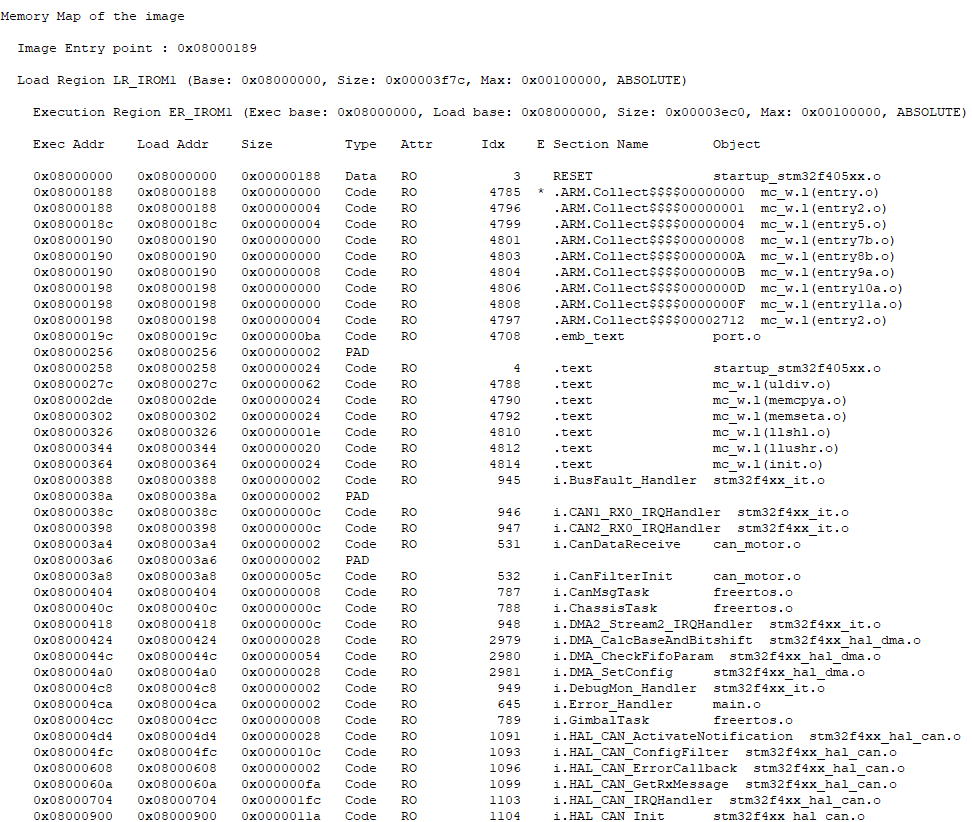 Memory Map of the image
Image Entry point : 0x08000189
Load Region LR_IROM1 (Base: 0x08000000, Size: 0x00003f7c, Max: 0x00100000, ABSOLUTE)
Execution Region ER_IROM1 (Exec base: 0x08000000, Load base: 0x08000000, Size: 0x00003ec0, Max: 0x00100000, ABSOLUTE)
Exec Addr Load Addr Size Type Attr Idx E Section Name Object
0x08000000 0x08000000 0x00000188 Data RO 3 RESET startup_stm32f405xx.o
0x08000188 0x08000188 0x00000000 Code RO 4785 * .ARM.Collect$$$$00000000 mc_w.l(entry.o)
0x08000188 0x08000188 0x00000004 Code RO 4796 .ARM.Collect$$$$00000001 mc_w.l(entry2.o)
0x0800018c 0x0800018c 0x00000004 Code RO 4799 .ARM.Collect$$$$00000004 mc_w.l(entry5.o)
0x08000190 0x08000190 0x00000000 Code RO 4801 .ARM.Collect$$$$00000008 mc_w.l(entry7b.o)
0x08000190 0x08000190 0x00000000 Code RO 4803 .ARM.Collect$$$$0000000A mc_w.l(entry8b.o)
0x08000190 0x08000190 0x00000008 Code RO 4804 .ARM.Collect$$$$0000000B mc_w.l(entry9a.o)
0x08000198 0x08000198 0x00000000 Code RO 4806 .ARM.Collect$$$$0000000D mc_w.l(entry10a.o)
0x08000198 0x08000198 0x00000000 Code RO 4808 .ARM.Collect$$$$0000000F mc_w.l(entry11a.o)
0x08000198 0x08000198 0x00000004 Code RO 4797 .ARM.Collect$$$$00002712 mc_w.l(entry2.o)
0x0800019c 0x0800019c 0x000000ba Code RO 4708 .emb_text port.o
0x08000256 0x08000256 0x00000002 PAD
0x08000258 0x08000258 0x00000024 Code RO 4 .text startup_stm32f405xx.o
0x0800027c 0x0800027c 0x00000062 Code RO 4788 .text mc_w.l(uldiv.o)
0x080002de 0x080002de 0x00000024 Code RO 4790 .text mc_w.l(memcpya.o)
0x08000302 0x08000302 0x00000024 Code RO 4792 .text mc_w.l(memseta.o)
0x08000326 0x08000326 0x0000001e Code RO 4810 .text mc_w.l(llshl.o)
0x08000344 0x08000344 0x00000020 Code RO 4812 .text mc_w.l(llushr.o)
0x08000364 0x08000364 0x00000024 Code RO 4814 .text mc_w.l(init.o)
0x08000388 0x08000388 0x00000002 Code RO 945 i.BusFault_Handler stm32f4xx_it.o
0x0800038a 0x0800038a 0x00000002 PAD
0x0800038c 0x0800038c 0x0000000c Code RO 946 i.CAN1_RX0_IRQHandler stm32f4xx_it.o
0x08000398 0x08000398 0x0000000c Code RO 947 i.CAN2_RX0_IRQHandler stm32f4xx_it.o
0x080003a4 0x080003a4 0x00000002 Code RO 531 i.CanDataReceive can_motor.o
0x080003a6 0x080003a6 0x00000002 PAD
0x080003a8 0x080003a8 0x0000005c Code RO 532 i.CanFilterInit can_motor.o
0x08000404 0x08000404 0x00000008 Code RO 787 i.CanMsgTask freertos.o
0x0800040c 0x0800040c 0x0000000c Code RO 788 i.ChassisTask freertos.o
0x08000418 0x08000418 0x0000000c Code RO 948 i.DMA2_Stream2_IRQHandler stm32f4xx_it.o
0x08000424 0x08000424 0x00000028 Code RO 2979 i.DMA_CalcBaseAndBitshift stm32f4xx_hal_dma.o
0x0800044c 0x0800044c 0x00000054 Code RO 2980 i.DMA_CheckFifoParam stm32f4xx_hal_dma.o
0x080004a0 0x080004a0 0x00000028 Code RO 2981 i.DMA_SetConfig stm32f4xx_hal_dma.o
0x080004c8 0x080004c8 0x00000002 Code RO 949 i.DebugMon_Handler stm32f4xx_it.o
0x080004ca 0x080004ca 0x00000002 Code RO 645 i.Error_Handler main.o
0x080004cc 0x080004cc 0x00000008 Code RO 789 i.GimbalTask freertos.o
0x080004d4 0x080004d4 0x00000028 Code RO 1091 i.HAL_CAN_ActivateNotification stm32f4xx_hal_can.o
0x080004fc 0x080004fc 0x0000010c Code RO 1093 i.HAL_CAN_ConfigFilter stm32f4xx_hal_can.o
0x08000608 0x08000608 0x00000002 Code RO 1096 i.HAL_CAN_ErrorCallback stm32f4xx_hal_can.o
0x0800060a 0x0800060a 0x000000fa Code RO 1099 i.HAL_CAN_GetRxMessage stm32f4xx_hal_can.o
0x08000704 0x08000704 0x000001fc Code RO 1103 i.HAL_CAN_IRQHandler stm32f4xx_hal_can.o
0x08000900 0x08000900 0x0000011a Code RO 1104 i.HAL_CAN_Init stm32f4xx_hal_can.o